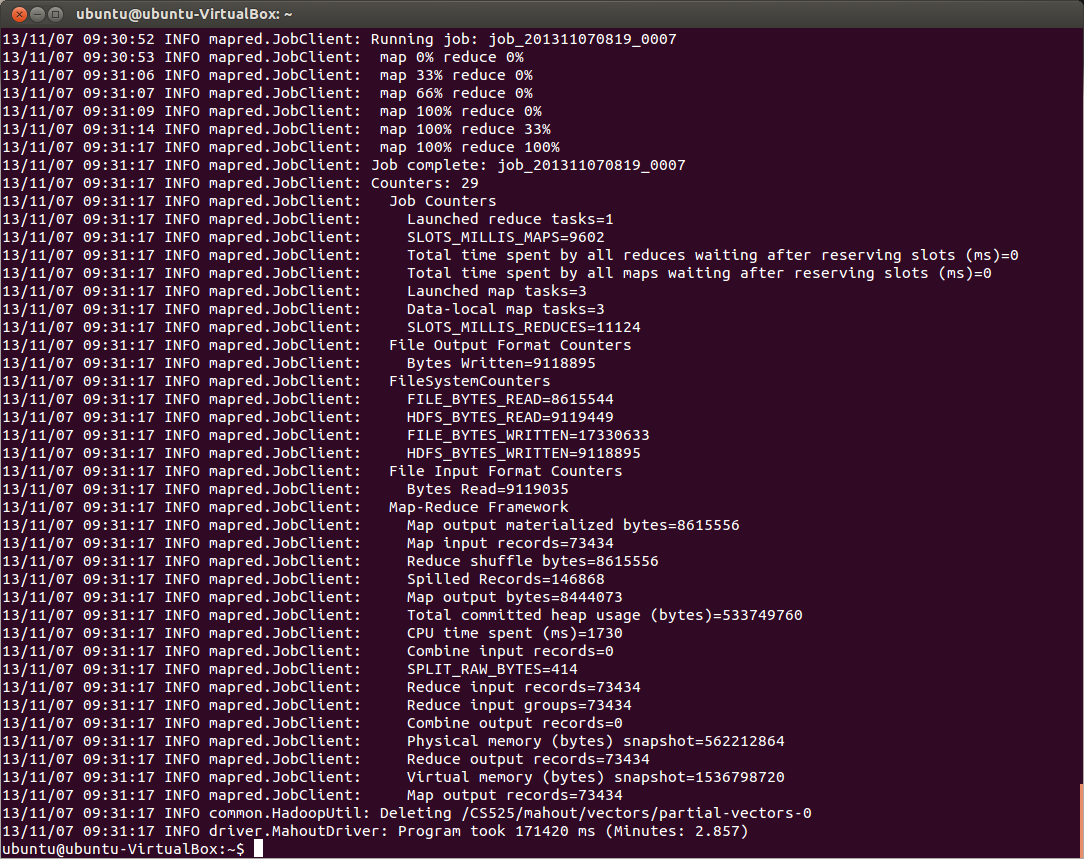 ubuntu@ubuntu-VirtualBox: ~
13/11/07 09:30:52 INFO mapred.JobClient: Running job: job_201311070819_0007
13/11/07 09:30:53 INFO mapred.JobClient:  map 0% reduce 0%
13/11/07 09:31:06 INFO mapred.JobClient:  map 33% reduce 0%
13/11/07 09:31:07 INFO mapred.JobClient:  map 66% reduce 0%
13/11/07 09:31:09 INFO mapred.JobClient:  map 100% reduce 0%
13/11/07 09:31:14 INFO mapred.JobClient:  map 100% reduce 33%
13/11/07 09:31:17 INFO mapred.JobClient:  map 100% reduce 100%
13/11/07 09:31:17 INFO mapred.JobClient: Job complete: job_201311070819_0007
13/11/07 09:31:17 INFO mapred.JobClient: Counters: 29
13/11/07 09:31:17 INFO mapred.JobClient:   Job Counters
13/11/07 09:31:17 INFO mapred.JobClient:     Launched reduce tasks=1
13/11/07 09:31:17 INFO mapred.JobClient:     SLOTS_MILLIS_MAPS=9602
13/11/07 09:31:17 INFO mapred.JobClient:     Total time spent by all reduces waiting after reserving slots (ms)=0
13/11/07 09:31:17 INFO mapred.JobClient:     Total time spent by all maps waiting after reserving slots (ms)=0
13/11/07 09:31:17 INFO mapred.JobClient:     Launched map tasks=3
13/11/07 09:31:17 INFO mapred.JobClient:     Data-local map tasks=3
13/11/07 09:31:17 INFO mapred.JobClient:     SLOTS_MILLIS_REDUCES=11124
13/11/07 09:31:17 INFO mapred.JobClient:   File Output Format Counters
13/11/07 09:31:17 INFO mapred.JobClient:     Bytes Written=9118895
13/11/07 09:31:17 INFO mapred.JobClient:   FileSystemCounters
13/11/07 09:31:17 INFO mapred.JobClient:     FILE_BYTES_READ=8615544
13/11/07 09:31:17 INFO mapred.JobClient:     HDFS_BYTES_READ=9119449
13/11/07 09:31:17 INFO mapred.JobClient:     FILE_BYTES_WRITTEN=17330633
13/11/07 09:31:17 INFO mapred.JobClient:     HDFS_BYTES_WRITTEN=9118895
13/11/07 09:31:17 INFO mapred.JobClient:   File Input Format Counters
13/11/07 09:31:17 INFO mapred.JobClient:     Bytes Read=9119035
13/11/07 09:31:17 INFO mapred.JobClient:   Map-Reduce Framework
13/11/07 09:31:17 INFO mapred.JobClient:     Map output materialized bytes=8615556
13/11/07 09:31:17 INFO mapred.JobClient:     Map input records=73434
13/11/07 09:31:17 INFO mapred.JobClient:     Reduce shuffle bytes=8615556
13/11/07 09:31:17 INFO mapred.JobClient:     Spilled Records=146868
13/11/07 09:31:17 INFO mapred.JobClient:     Map output bytes=8444073
13/11/07 09:31:17 INFO mapred.JobClient:     Total committed heap usage (bytes)=533749760
13/11/07 09:31:17 INFO mapred.JobClient:     CPU time spent (ms)=1730
13/11/07 09:31:17 INFO mapred.JobClient:     Combine input records=0
13/11/07 09:31:17 INFO mapred.JobClient:     SPLIT_RAW_BYTES=414
13/11/07 09:31:17 INFO mapred.JobClient:     Reduce input records=73434
13/11/07 09:31:17 INFO mapred.JobClient:     Reduce input groups=73434
13/11/07 09:31:17 INFO mapred.JobClient:     Combine output records=0
13/11/07 09:31:17 INFO mapred.JobClient:     Physical memory (bytes) snapshot=562212864
13/11/07 09:31:17 INFO mapred.JobClient:     Reduce output records=73434
13/11/07 09:31:17 INFO mapred.JobClient:     Virtual memory (bytes) snapshot=1536798720
13/11/07 09:31:17 INFO mapred.JobClient:     Map output records=73434
13/11/07 09:31:17 INFO common.HadoopUtil: Deleting /CS525/mahout/vectors/partial-vectors-0
13/11/07 09:31:17 INFO driver.MahoutDriver: Program took 171420 ms (Minutes: 2.857)
ubuntu@ubuntu-VirtualBox:~$